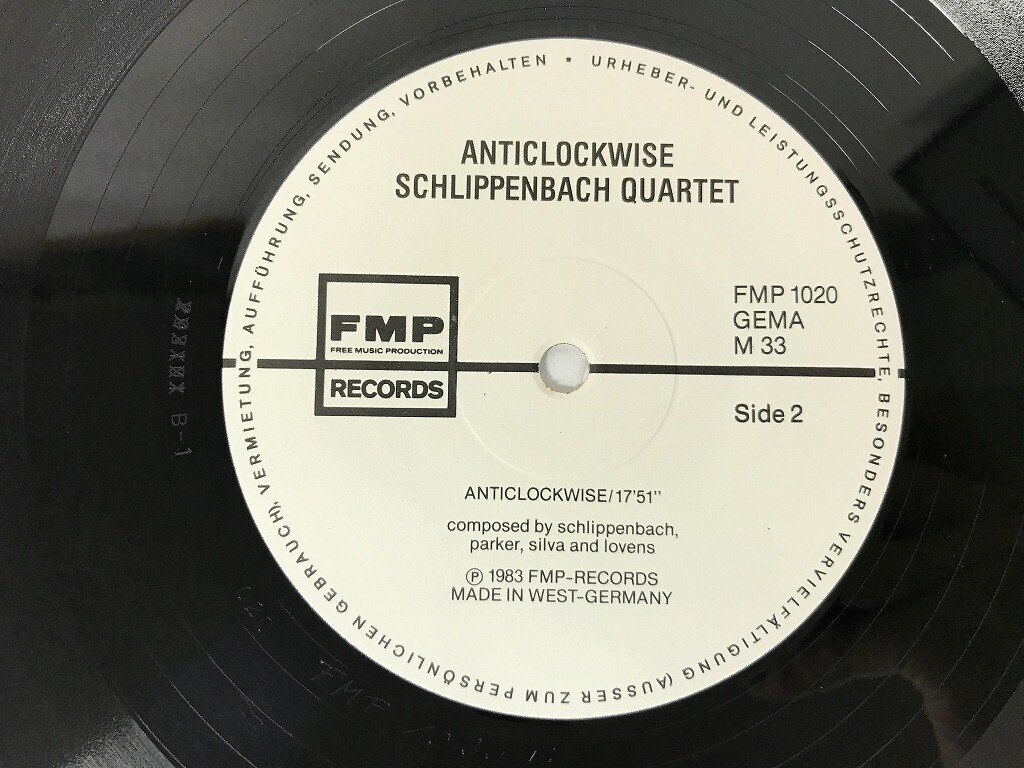 ANTICLOCKWISE
SCHLIPPENBACH QUARTET
FMP
FREE MUSIC PRODUCTION
RECORDS
FMP 1020
GEMA
M 33
Side 2
ANTICLOCKWISE/17'51''
composed by schlippenbach,
parker, silva and lovens
℗ 1983 FMP-RECORDS
MADE IN WEST-GERMANY
URHEBER- UND LEISTUNGSSCHUTZRECHTE, BESONDERS VERVIELFÄLTIGUNG (AUSSER ZUM PERSÖNLICHEN GEBRAUCH), VERMIETUNG, AUFFÜHRUNG, SENDUNG, VORBEHALTEN ▪
B-1
FMP